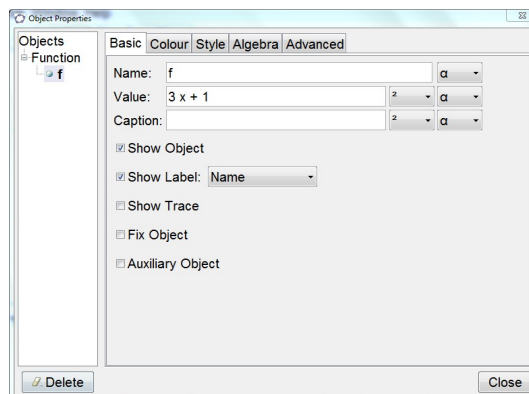 Object Properties
Objects
Function
f
Basic Colour Style Algebra Advanced
Name: f α
Value: 3 x + 1 ² α
Caption: ² α
Show Object
Show Label: Name
Show Trace
Fix Object
Auxiliary Object
Delete Close